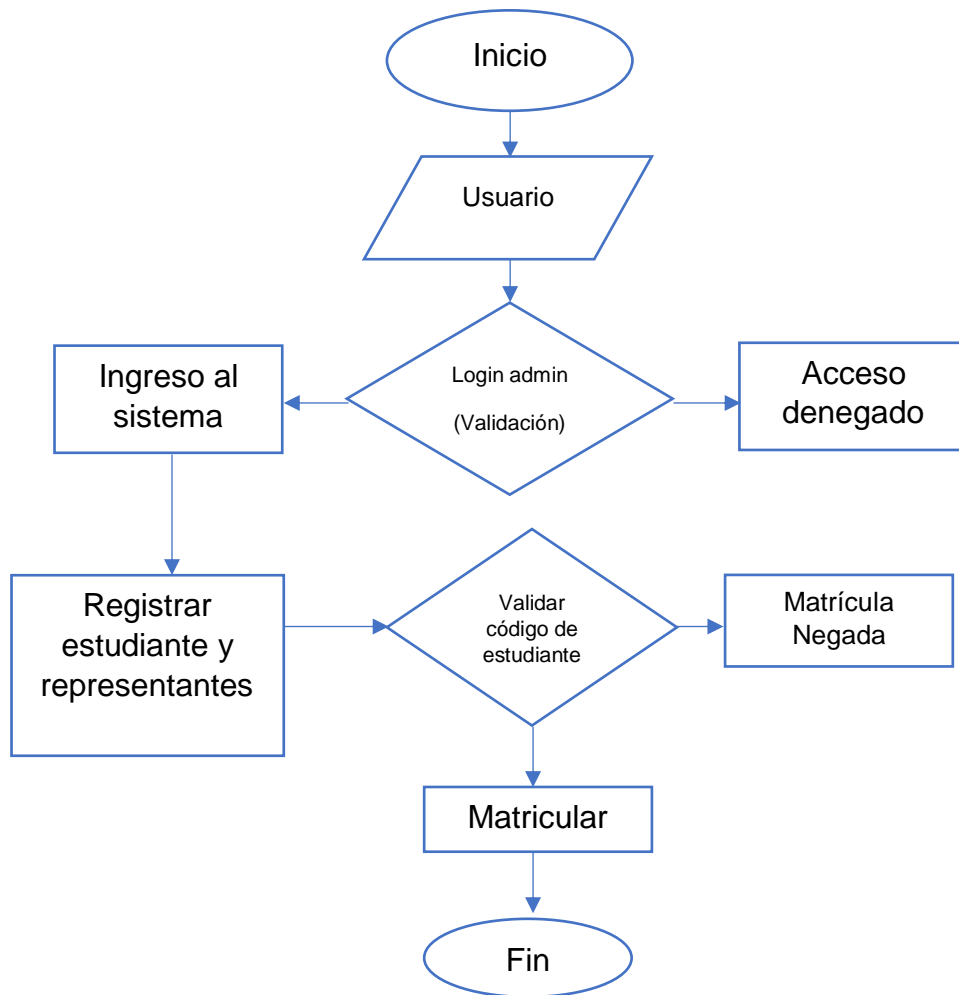 Inicio
Usuario
Login admin
(Validación)
Ingreso al
sistema
Acceso
denegado
Registrar
estudiante y
representantes
Validar
código de
estudiante
Matrícula
Negada
Matricular
Fin